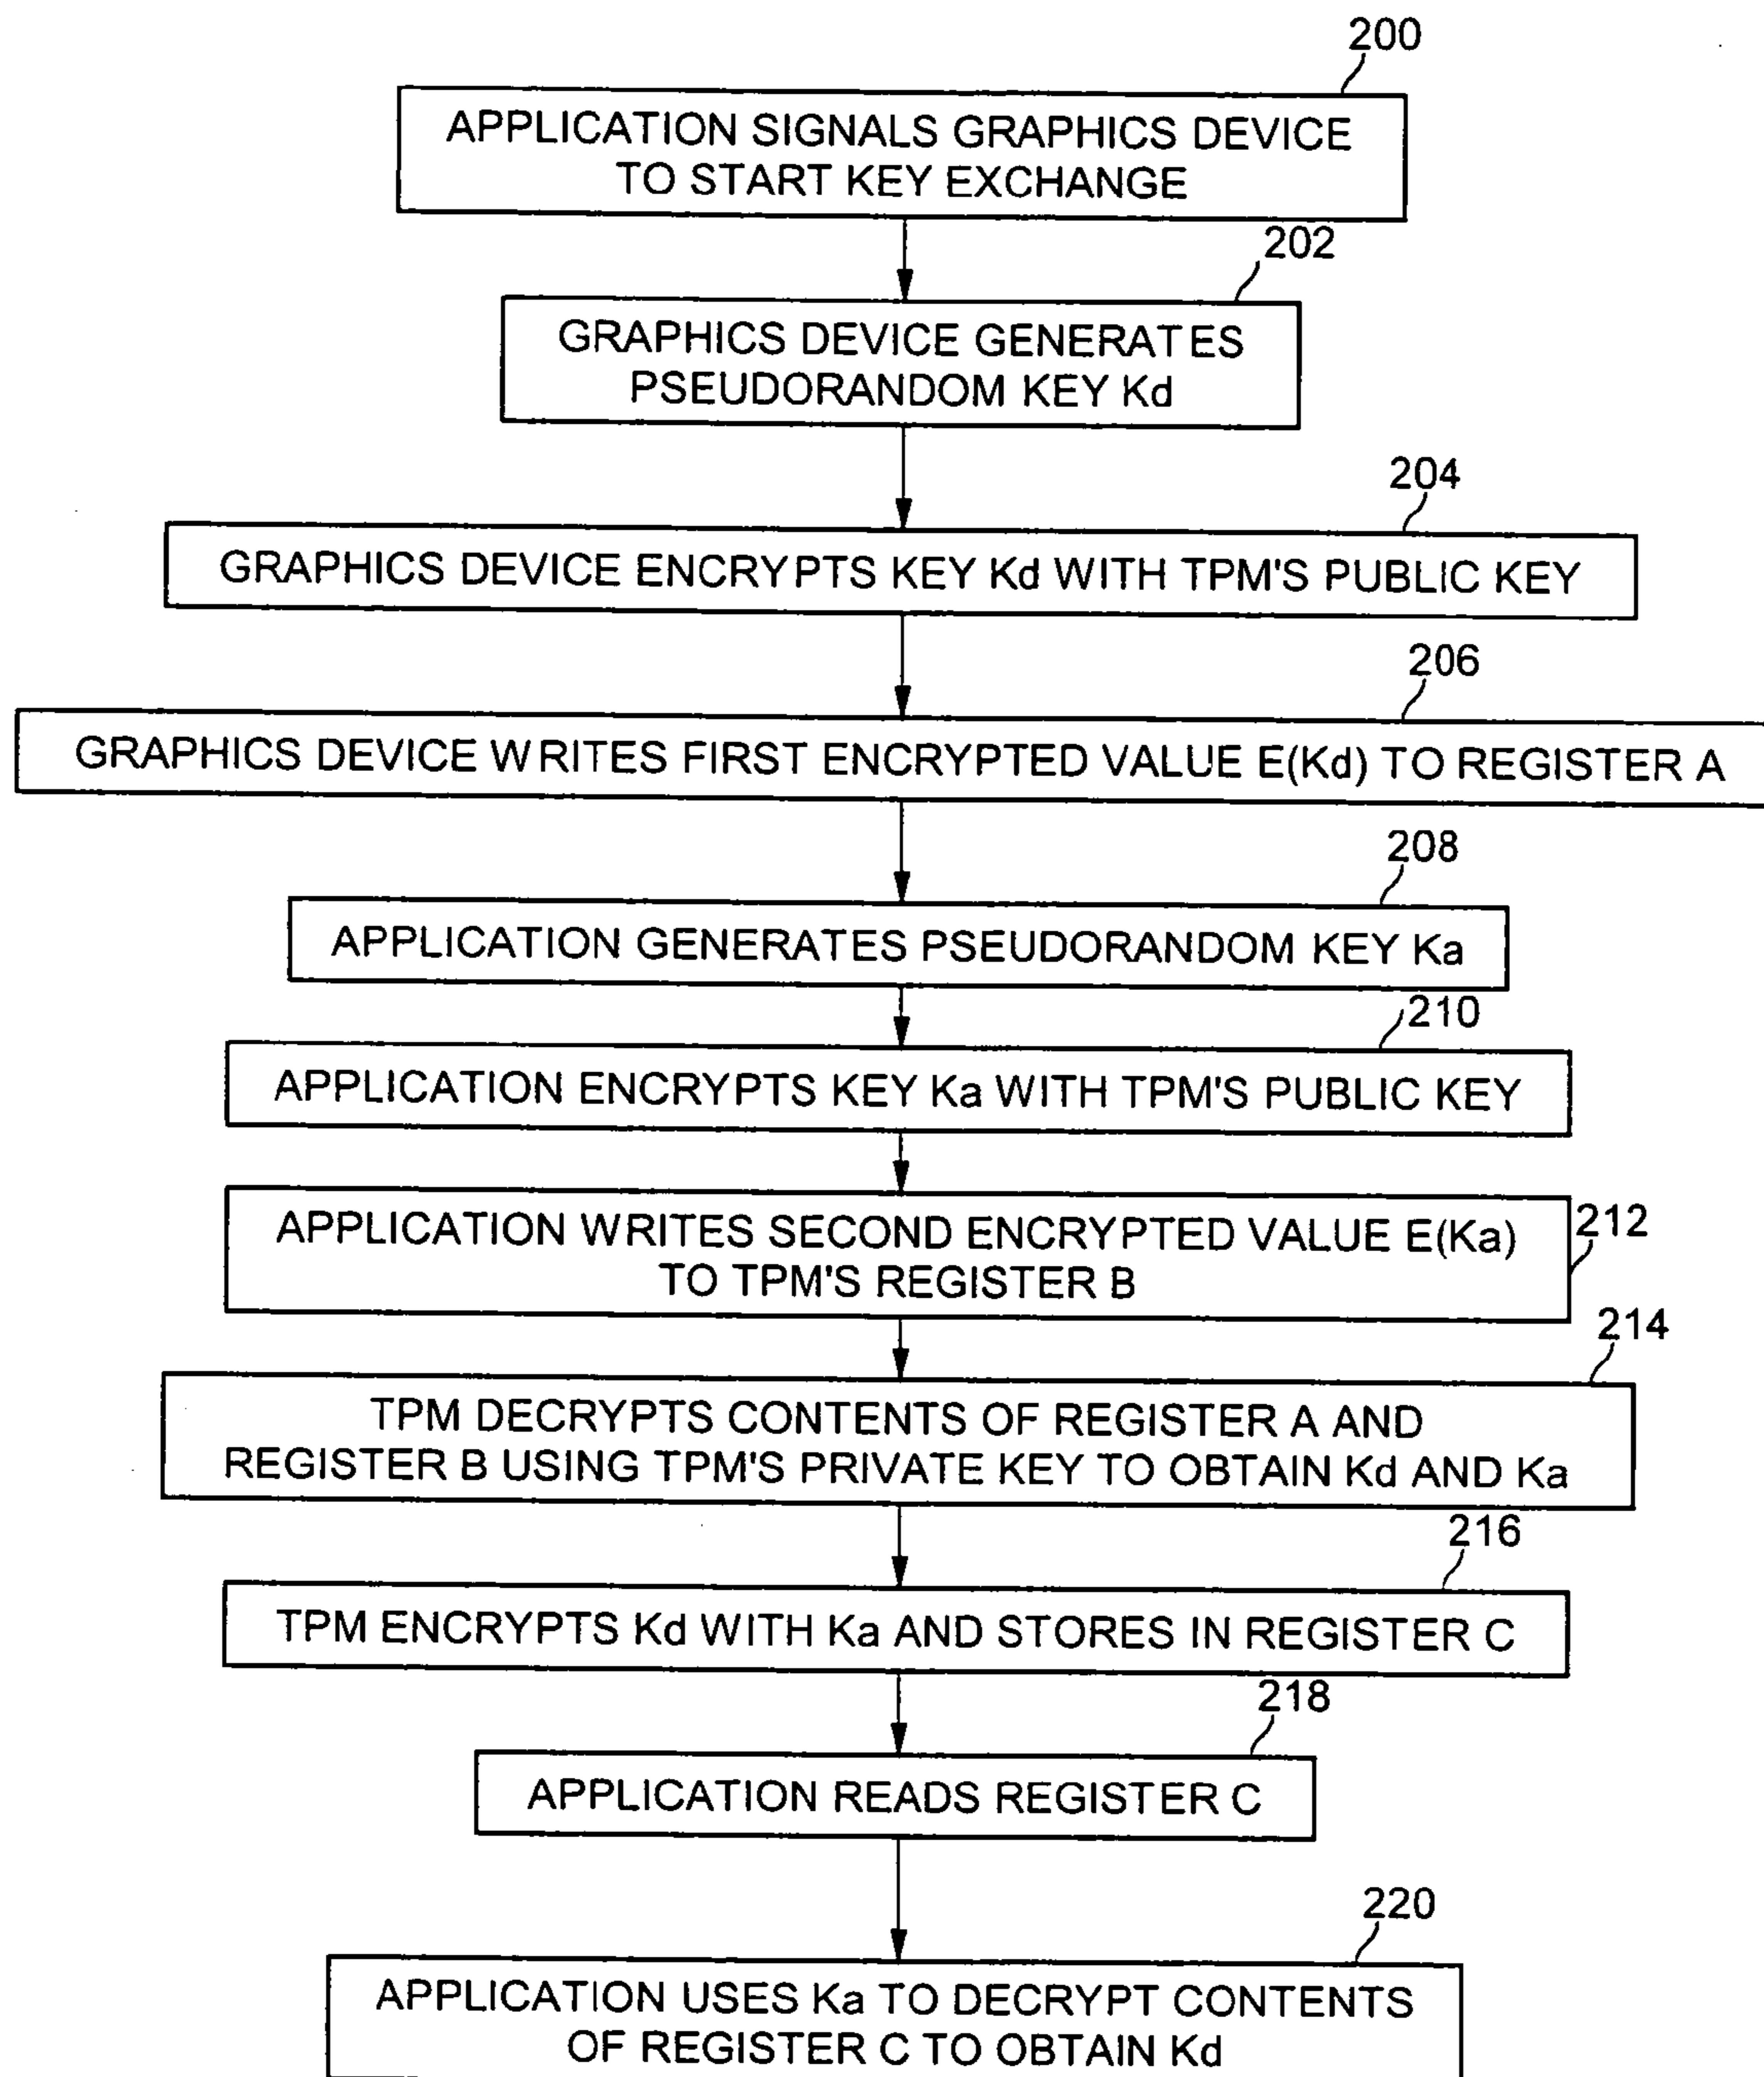 200
APPLICATION SIGNALS GRAPHICS DEVICE
TO START KEY EXCHANGE
202
GRAPHICS DEVICE GENERATES
PSEUDORANDOM KEY Kd
204
GRAPHICS DEVICE ENCRYPTS KEY Kd WITH TPM'S PUBLIC KEY
206
GRAPHICS DEVICE WRITES FIRST ENCRYPTED VALUE E(Kd) TO REGISTER A
208
APPLICATION GENERATES PSEUDORANDOM KEY Ka
210
APPLICATION ENCRYPTS KEY Ka WITH TPM'S PUBLIC KEY
212
APPLICATION WRITES SECOND ENCRYPTED VALUE E(Ka)
TO TPM'S REGISTER B
214
TPM DECRYPTS CONTENTS OF REGISTER A AND
REGISTER B USING TPM'S PRIVATE KEY TO OBTAIN Kd AND Ka
216
TPM ENCRYPTS Kd WITH Ka AND STORES IN REGISTER C
218
APPLICATION READS REGISTER C
220
APPLICATION USES Ka TO DECRYPT CONTENTS
OF REGISTER C TO OBTAIN Kd